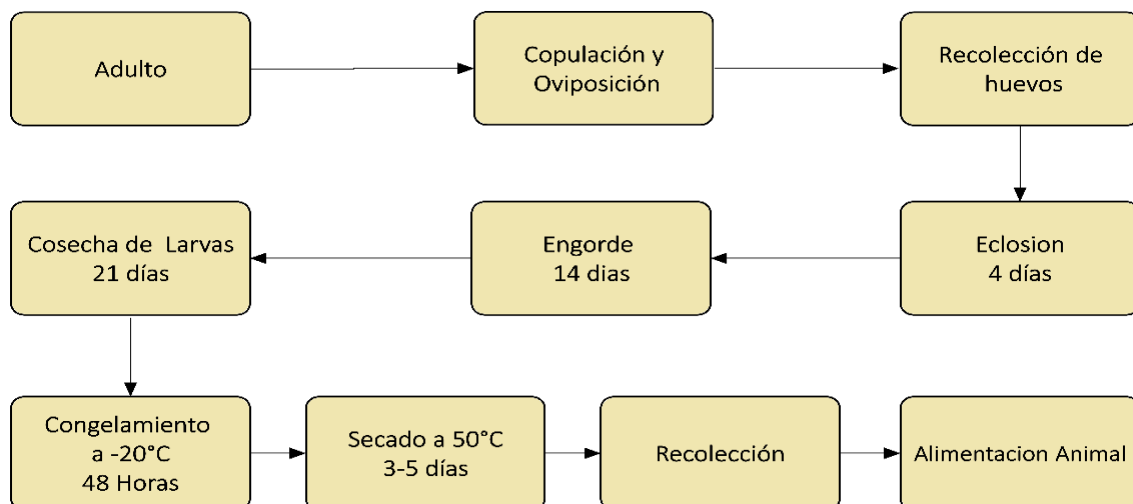 Adulto
Copulación y
Oviposición
Recolección de
huevos
Cosecha de Larvas
21 días
Engorde
14 dias
Eclosion
4 días
Congelamiento
a -20°C
48 Horas
Secado a 50°C
3-5 días
Recolección
Alimentacion Animal